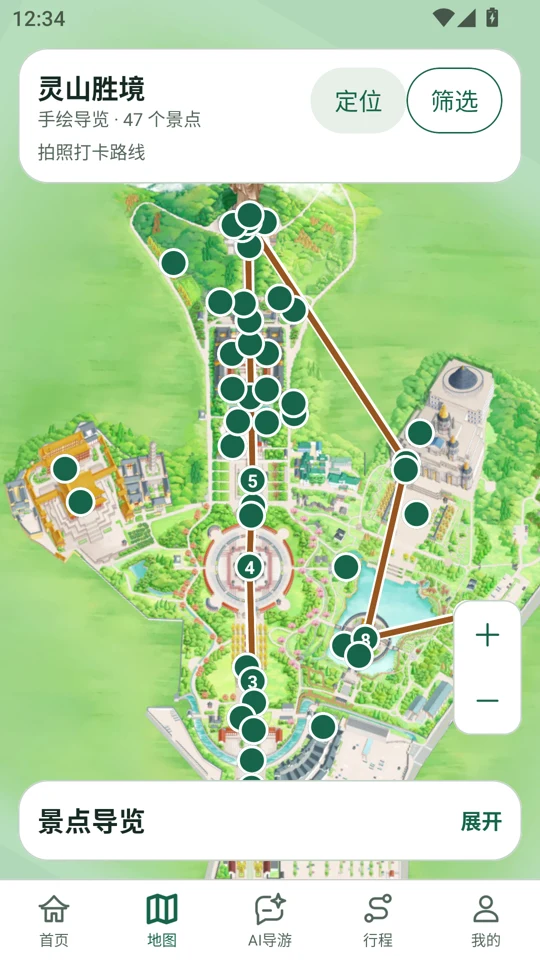 12:34
灵山胜境
手绘导览 · 47 个景点
拍照打卡路线
定位
筛选
5
4
8
3
+
−
景点导览
展开
首页
地图
AI导游
行程
我的